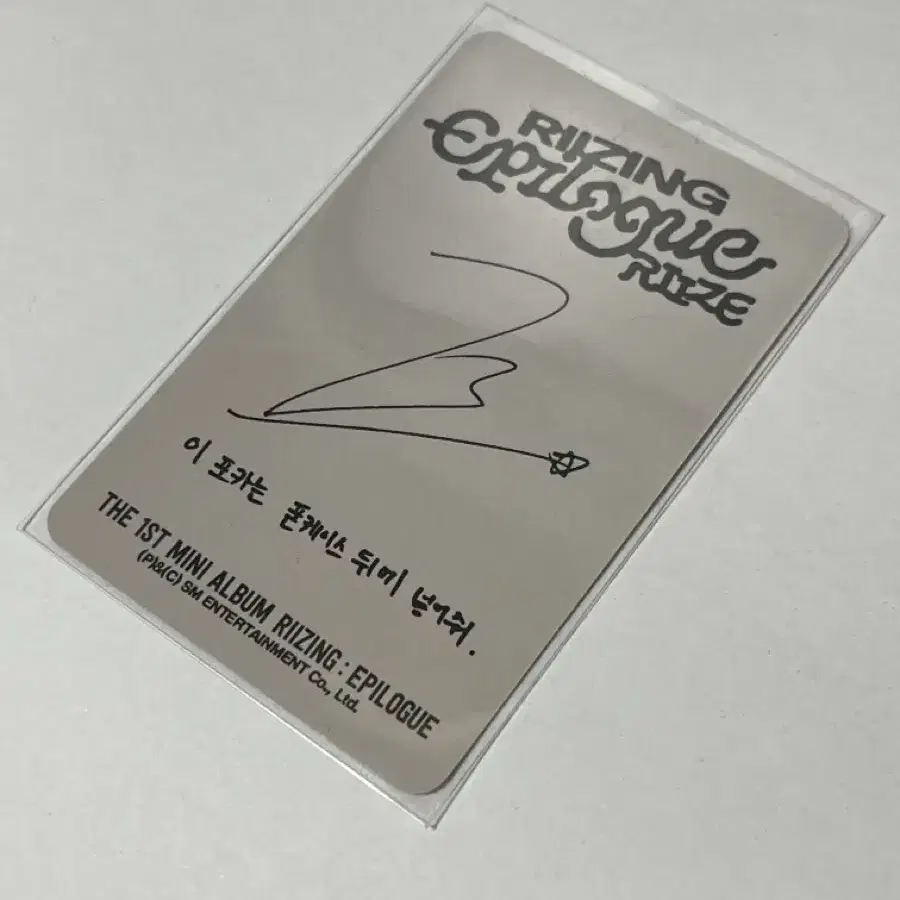 RIIZING
Epilogue
RIIZE
이 포카는 폰케이스 뒤에 넣어줘.
THE 1ST MINI ALBUM RIIZING : EPILOGUE
(P)&(C) SM ENTERTAINMENT Co., Ltd.